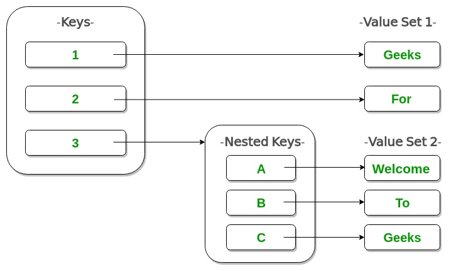 -Keys-
-Value Set 1-
1
Geeks
2
For
3
-Nested Keys-
-Value Set 2-
A
Welcome
B
To
C
Geeks